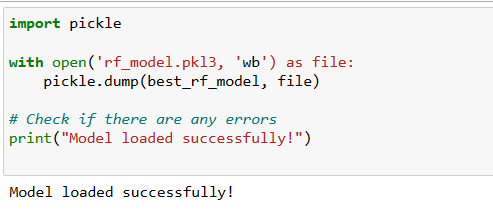 import pickle
with open('rf_model.pkl3, 'wb') as file:
pickle.dump(best_rf_model, file)
# Check if there are any errors
print("Model loaded successfully!")
Model loaded successfully!